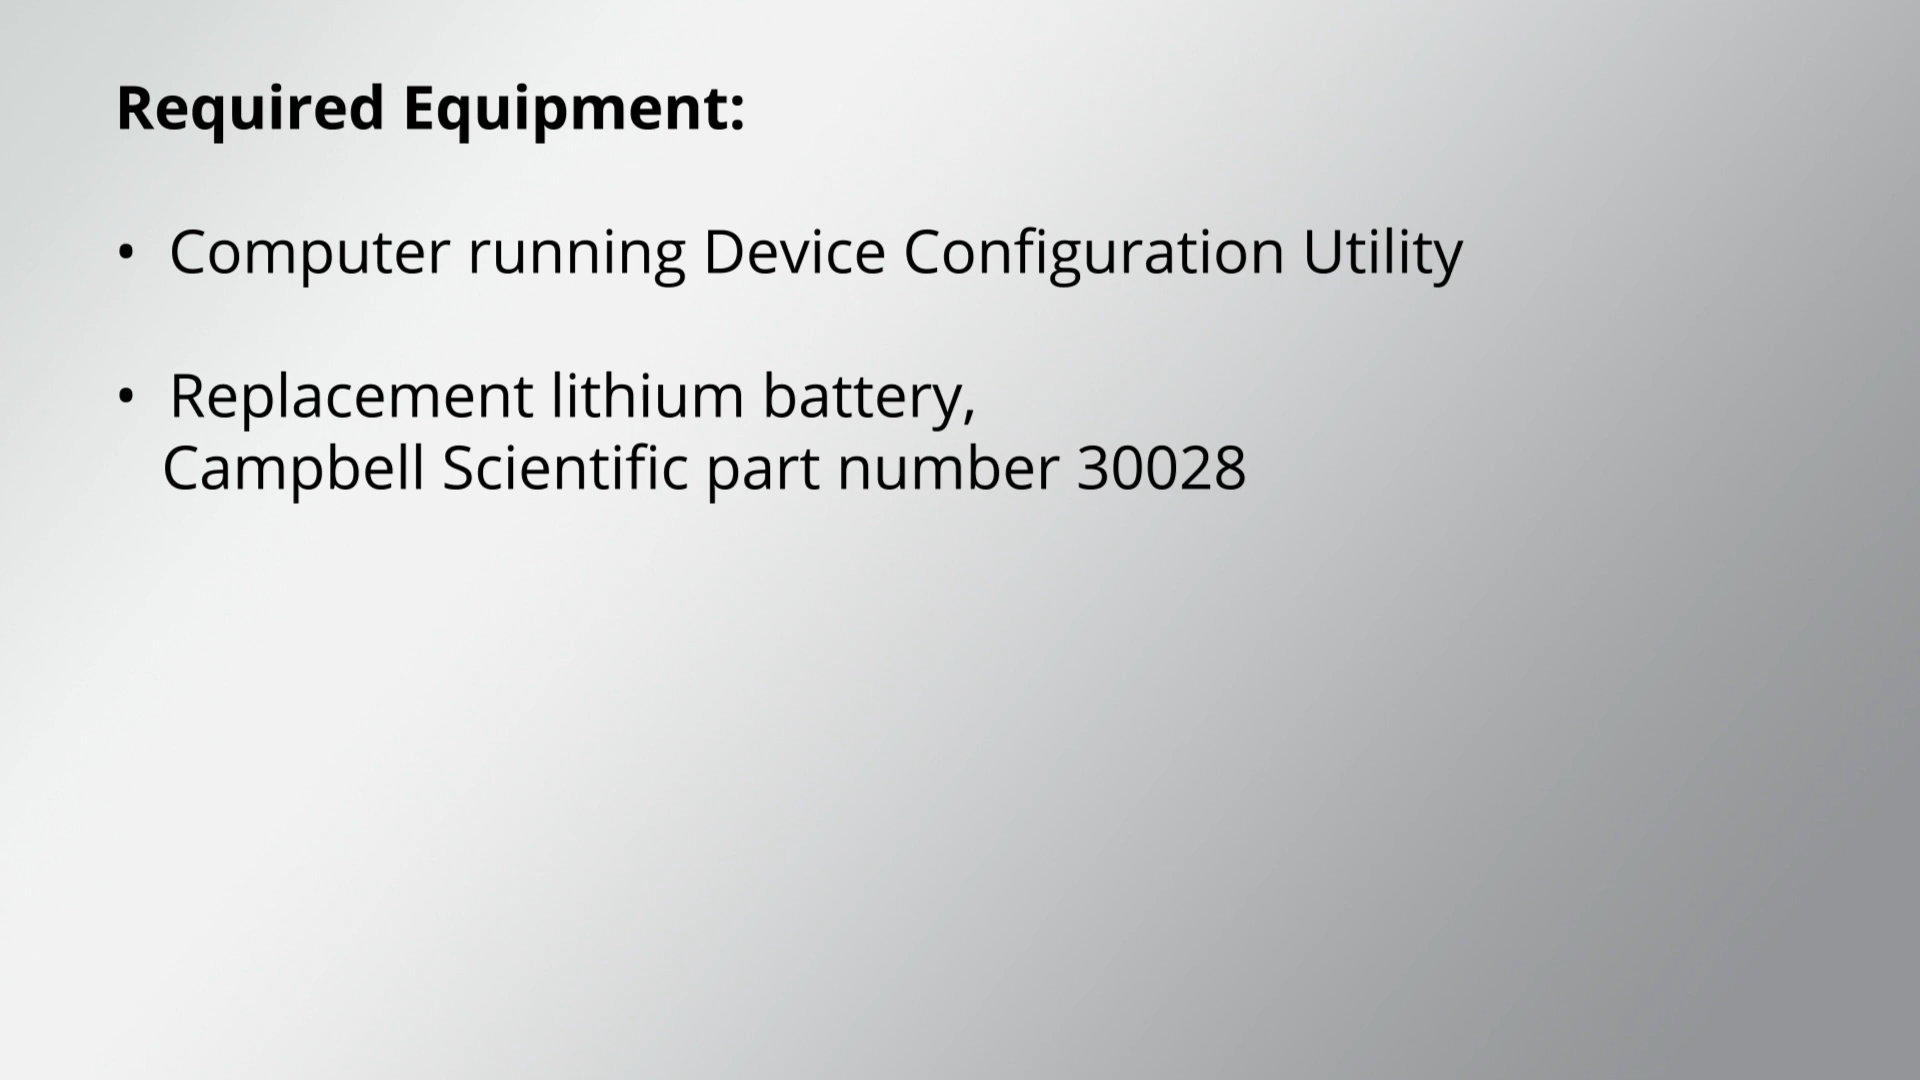 Required Equipment:
• Computer running Device Configuration Utility
• Replacement lithium battery,
Campbell Scientific part number 30028